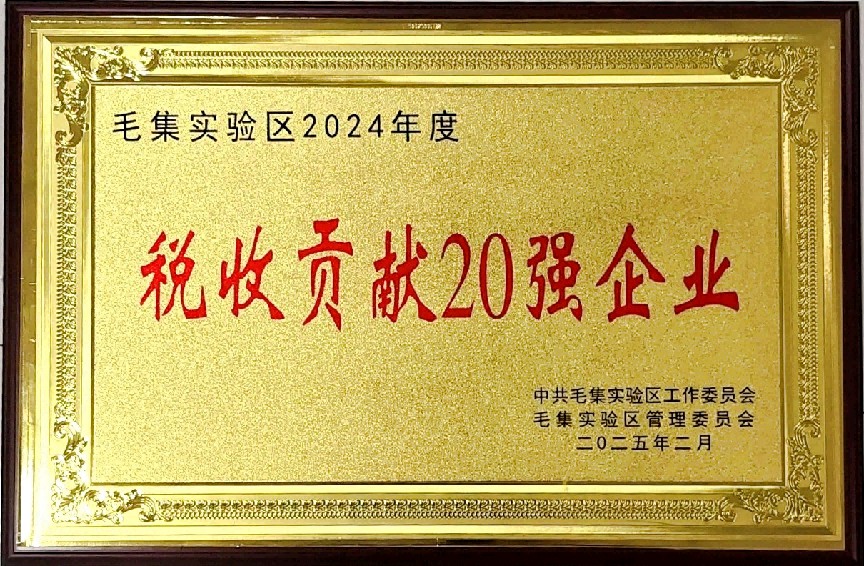 毛集实验区2024年度
税收贡献20强企业
中共毛集实验区工作委员会
毛集实验区管理委员会
二〇二五年二月